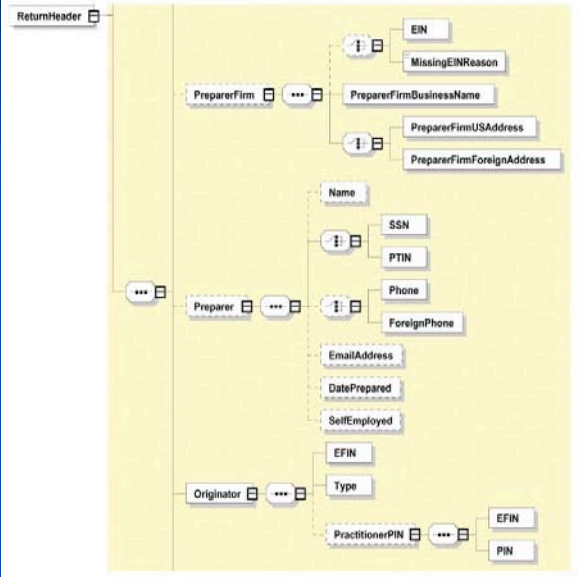 ReturnHeader
EIN
MissingEINReason
PreparerFirm
PreparerFirmBusinessName
PreparerFirmUSAddress
PreparerFirmForeignAddress
Name
SSN
PTIN
Preparer
Phone
ForeignPhone
EmailAddress
DatePrepared
SelfEmployed
EFIN
Originator
Type
PractitionerPIN
EFIN
PIN